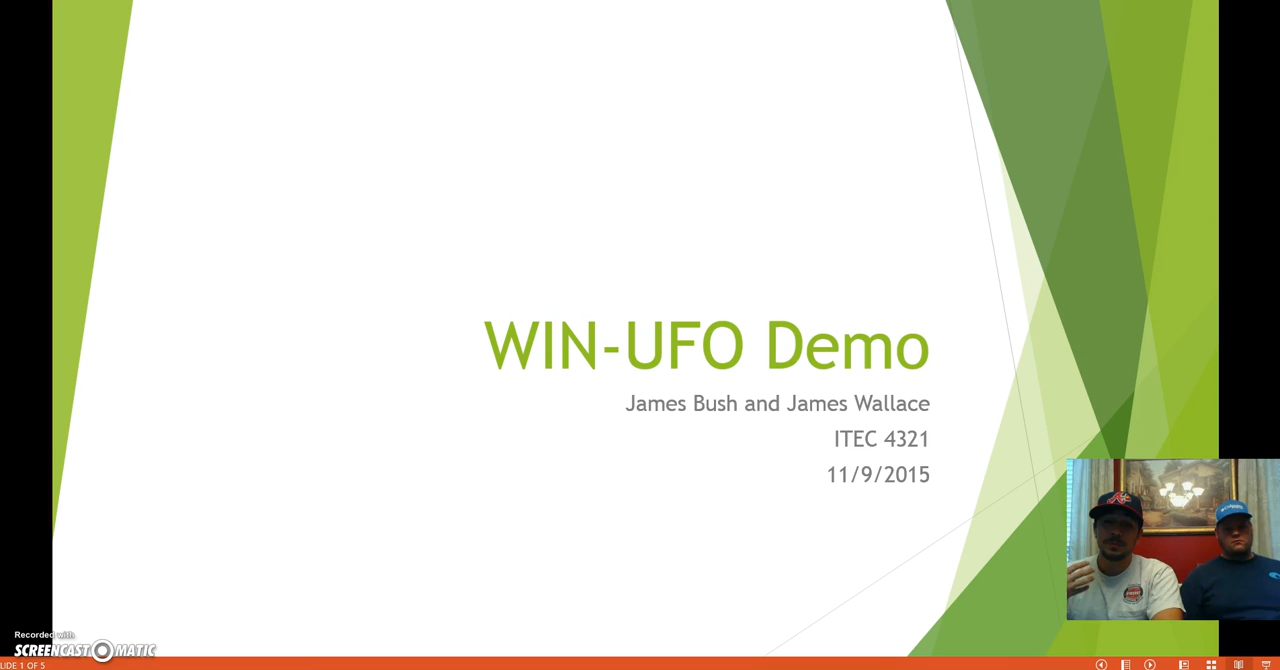 WIN-UFO Demo
James Bush and James Wallace
ITEC 4321
11/9/2015
Recorded with
SCREENCAST MATIC
LIDE 1 OF 5